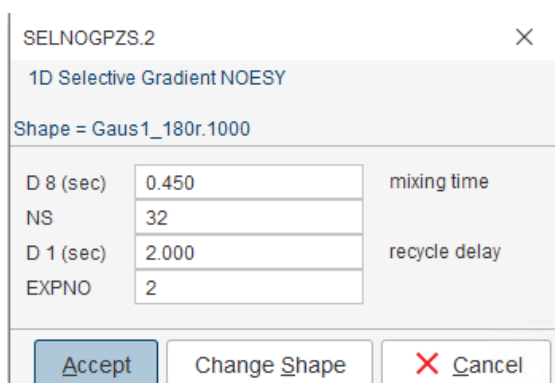 SELNOGPZS.2
1D Selective Gradient NOESY
Shape = Gaus1_180r.1000
D 8 (sec) 0.450 mixing time
NS 32
D 1 (sec) 2.000 recycle delay
EXPNO 2
Accept Change Shape Cancel